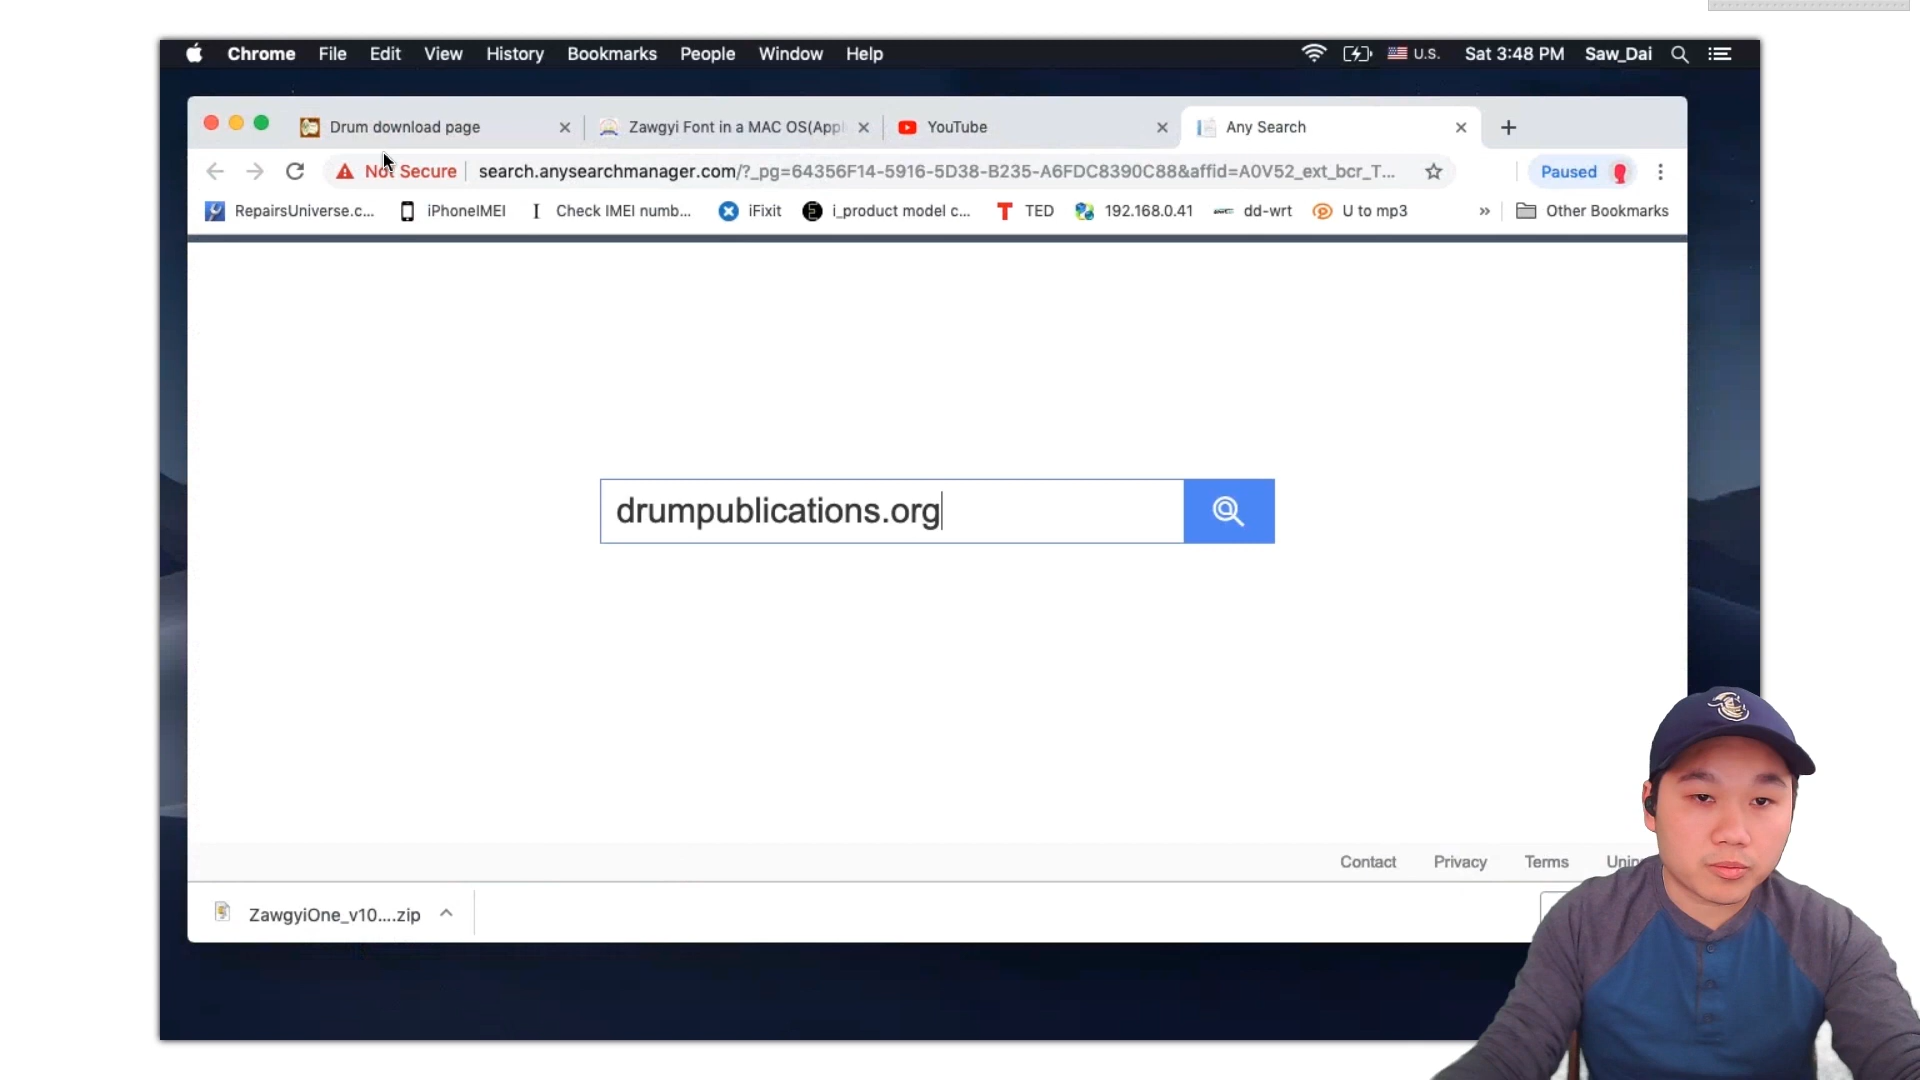 Chrome File Edit View History Bookmarks People Window Help U.S. Sat 3:48 PM Saw_Dai
Drum download page Zawgyi Font in a MAC OS(Appl YouTube Any Search
Not Secure search.anysearchmanager.com/?_pg=64356F14-5916-5D38-B235-A6FDC8390C88&affid=A0V52_ext_bcr_T... Paused
RepairsUniverse.c... iPhoneIMEI Check IMEI numb... iFixit i_product model c... TED 192.168.0.41 dd-wrt U to mp3 » Other Bookmarks
drumpublications.org
Contact Privacy Terms
ZawgyiOne_v10....zip